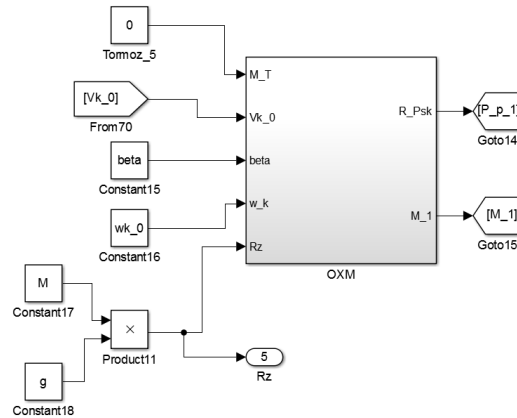 0
Tormoz_5
M_T
[Vk_0]
From70
Vk_0
R_Psk
[P_p_1]
Goto14
beta
Constant15
beta
wk_0
Constant16
w_k
M_1
[M_1]
Goto15
Rz
OXM
M
Constant17
×
Product11
5
Rz
g
Constant18